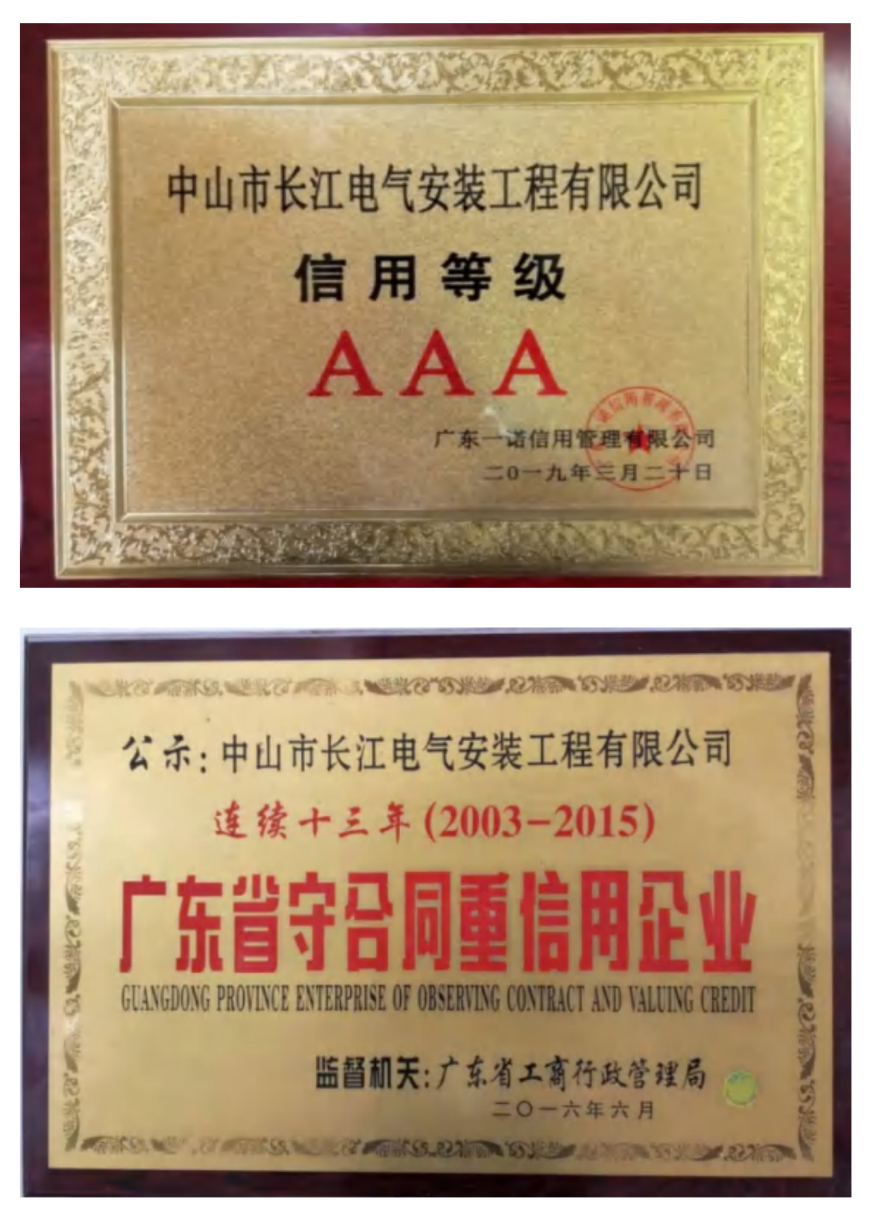 中山市长江电气安装工程有限公司
信用等级
AAA
广东一诺信用管理有限公司
二0一九年三月二十日
公示:中山市长江电气安装工程有限公司
连续十三年(2003-2015)
广东省守合同重信用企业
GUANGDONG PROVINCE ENTERPRISE OF OBSERVING CONTRACT AND VALUING CREDIT
监督机关:广东省工商行政管理局
二〇一六年六月